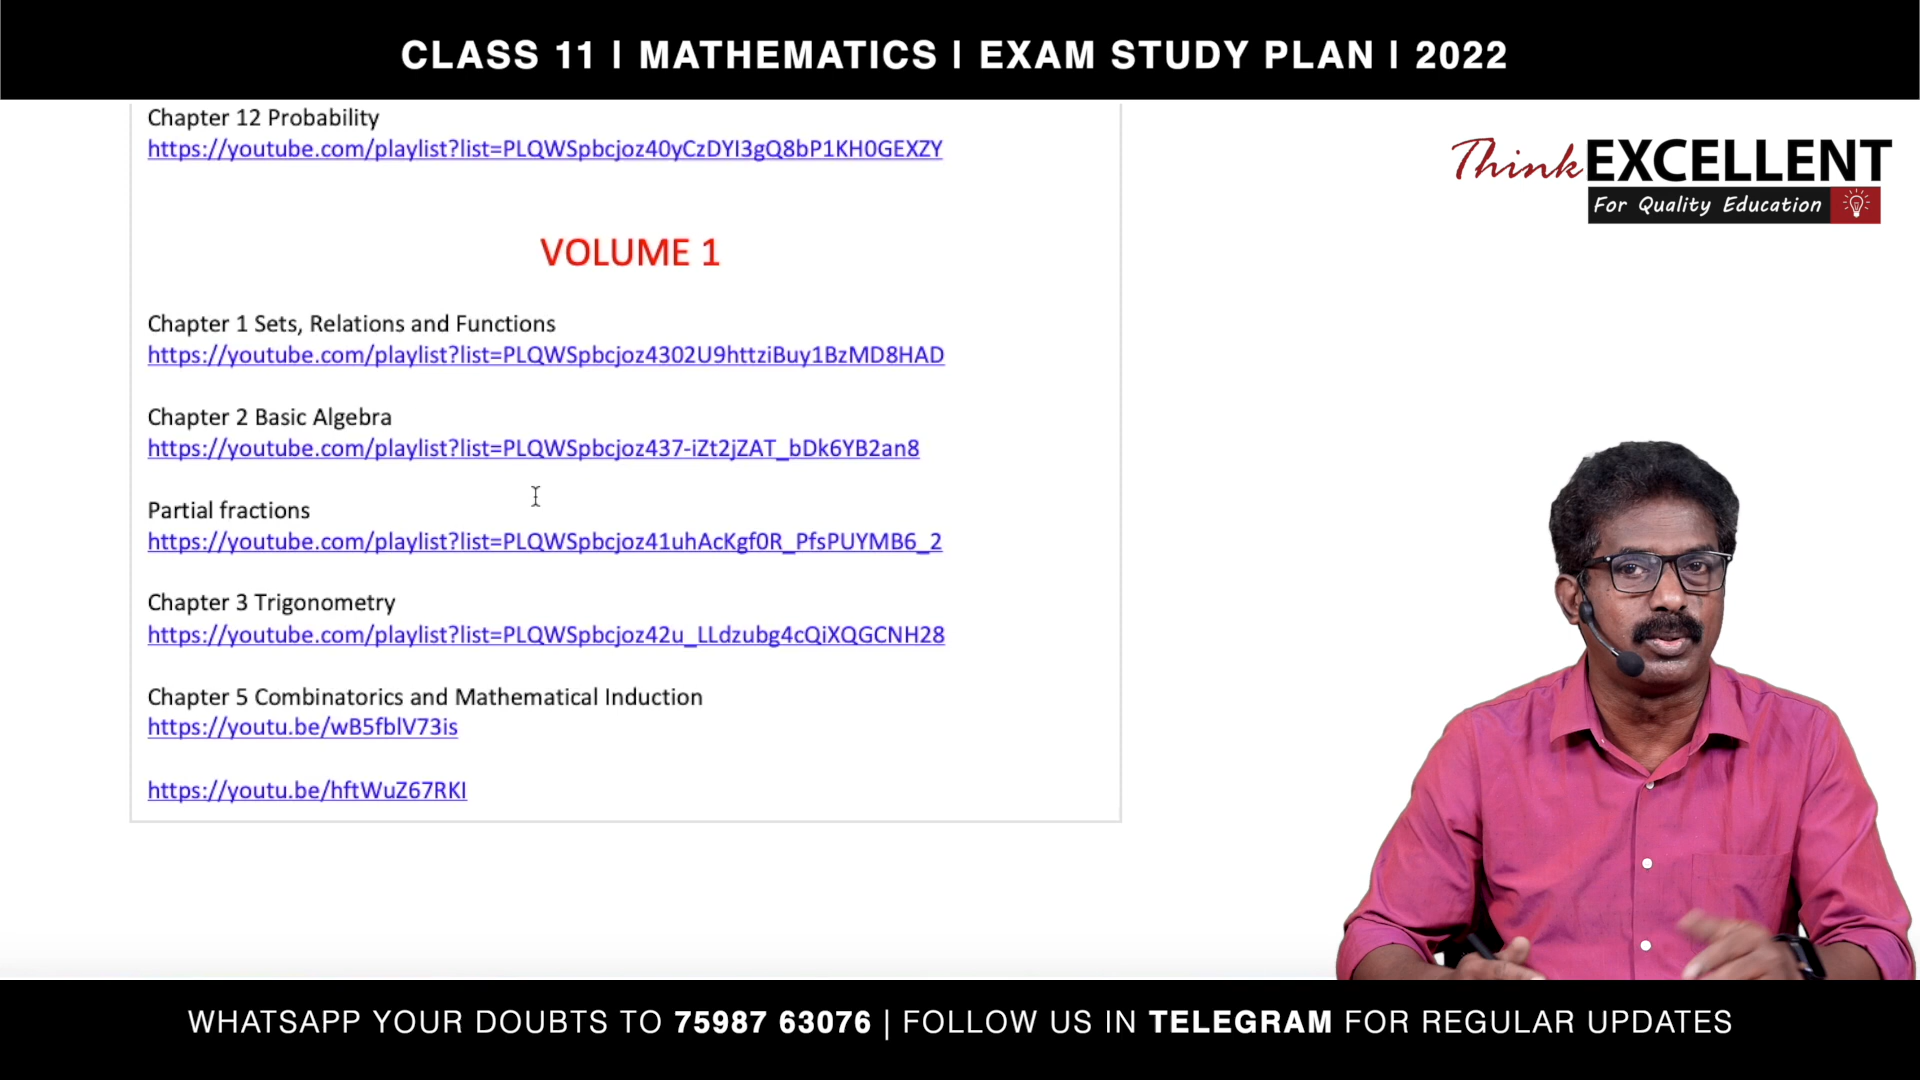 CLASS 11 | MATHEMATICS | EXAM STUDY PLAN | 2022
Chapter 12 Probability
https://youtube.com/playlist?list=PLQWSpbcjoz40yCzDYI3gQ8bP1KH0GEXZY
Think EXCELLENT
For Quality Education
VOLUME 1
Chapter 1 Sets, Relations and Functions
https://youtube.com/playlist?list=PLQWSpbcjoz4302U9httziBuy1BzMD8HAD
Chapter 2 Basic Algebra
https://youtube.com/playlist?list=PLQWSpbcjoz437-iZt2jZAT_bDk6YB2an8
Partial fractions
https://youtube.com/playlist?list=PLQWSpbcjoz41uhAcKgf0R_PfsPUYMB6_2
Chapter 3 Trigonometry
https://youtube.com/playlist?list=PLQWSpbcjoz42u_LLdzubg4cQiXQGCNH28
Chapter 5 Combinatorics and Mathematical Induction
https://youtu.be/wB5fblV73is
https://youtu.be/hftWuZ67RKI
WHATSAPP YOUR DOUBTS TO 75987 63076 | FOLLOW US IN TELEGRAM FOR REGULAR UPDATES